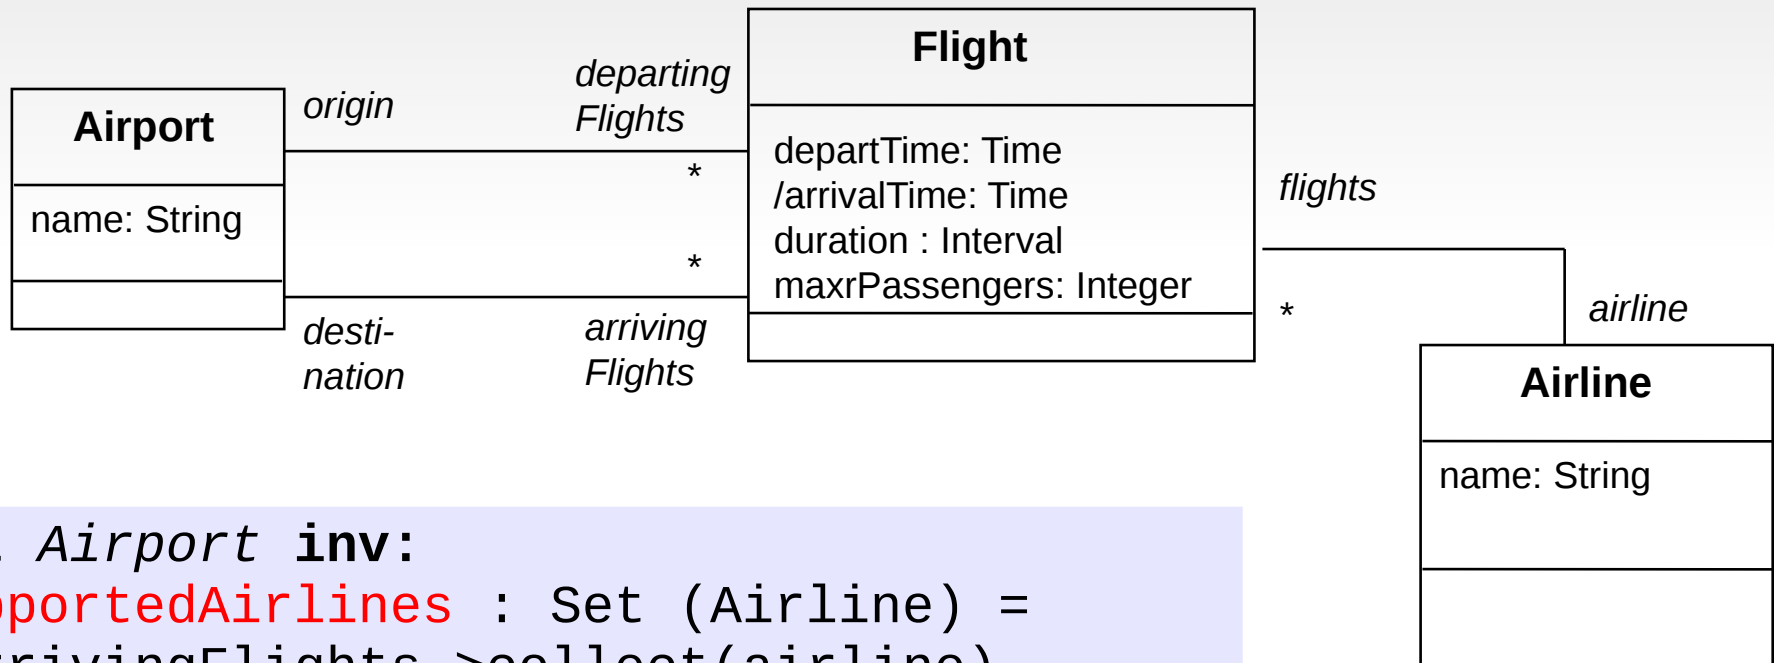 Airport
name: String
origin
departing
Flights
*
*
desti-
nation
arriving
Flights
Flight
departTime: Time
/arrivalTime: Time
duration : Interval
maxrPassengers: Integer
flights
*
airline
Airline
name: String
Airport inv:
: Set (Airline) =